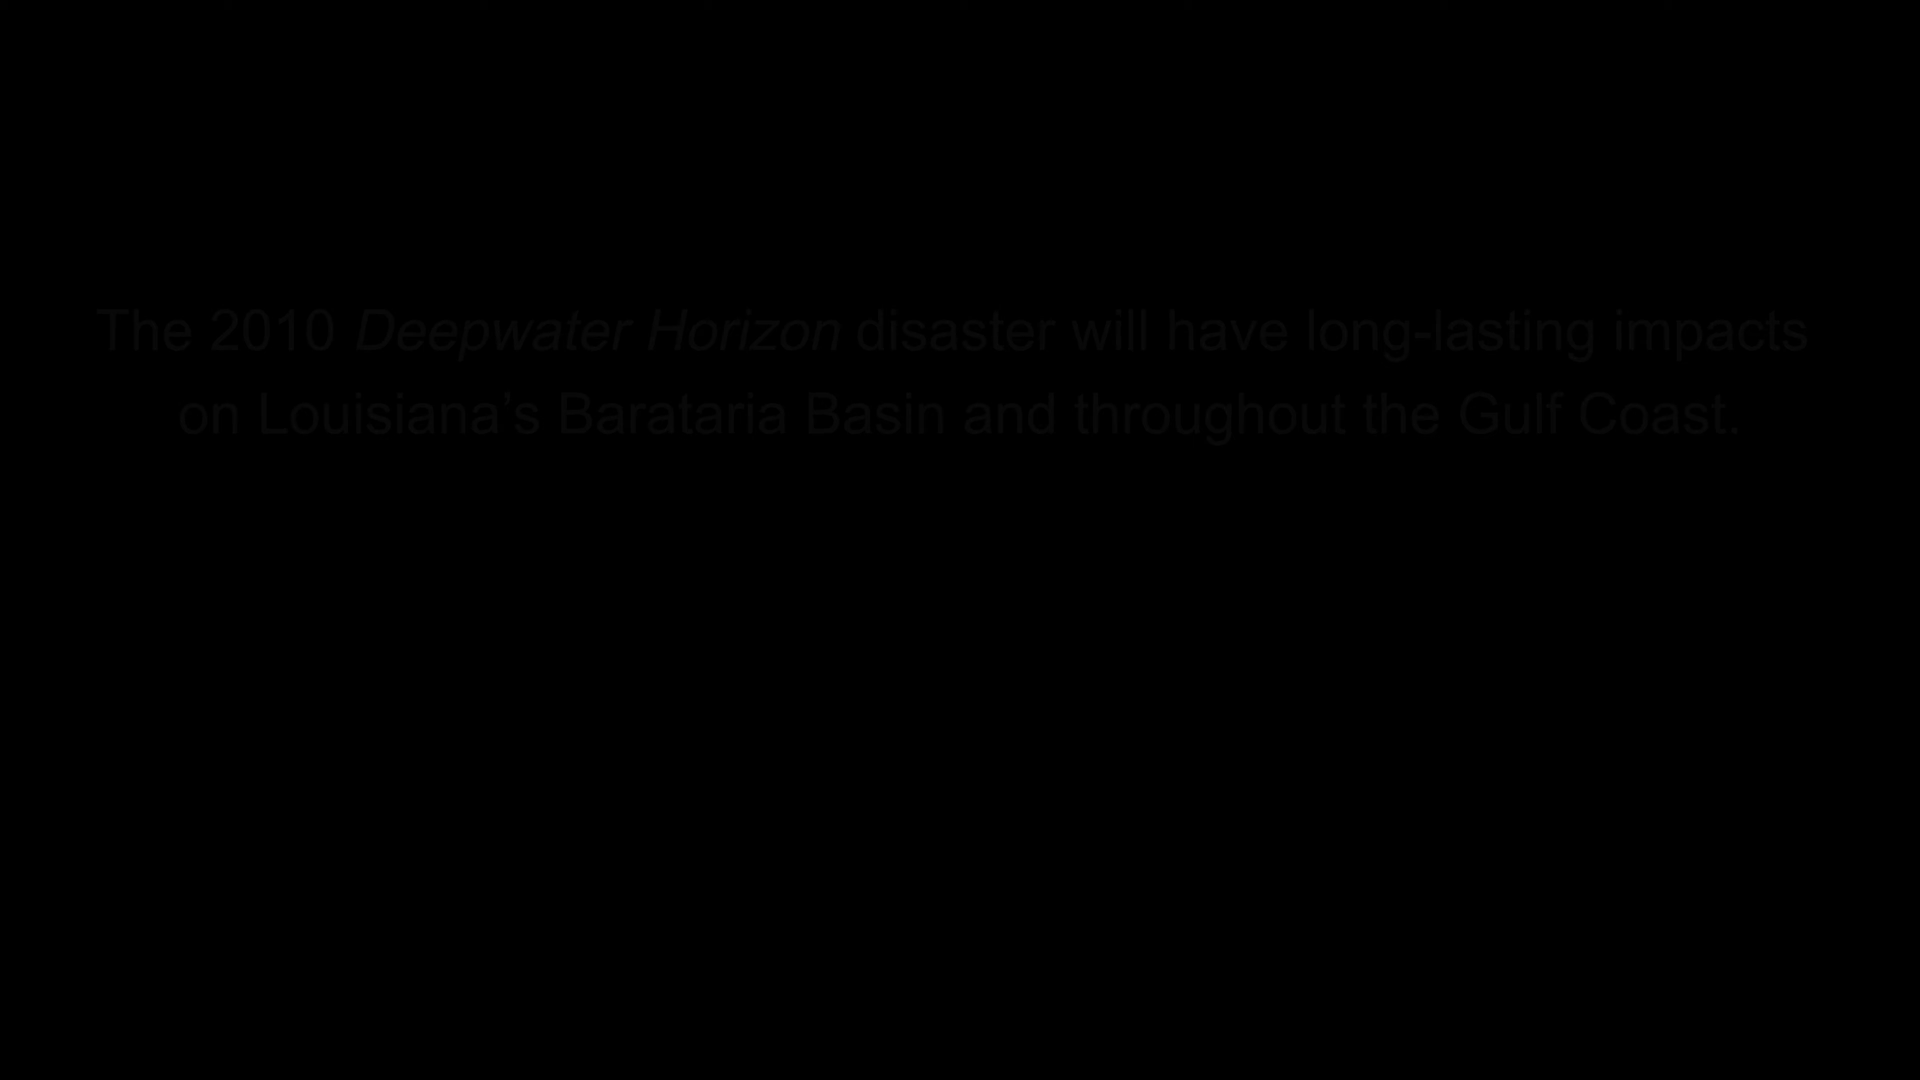 The 2010 Deepwater Horizon disaster will have long-lasting impacts
on Louisiana’s Barataria Basin and throughout the Gulf Coast.